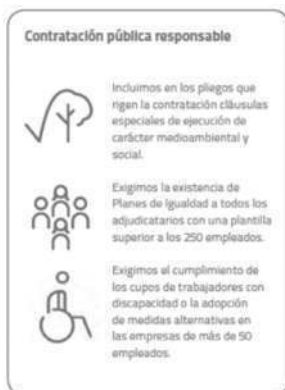 Contratación pública responsable
Incluimos en los pliegos que
rigen la contratación cláusulas
especiales de ejecución de
carácter medioambiental y
social.
Exigimos la existencia de
Planes de Igualdad a todos los
adjudicatarios con una plantilla
superior a los 250 empleados.
Exigimos el cumplimiento de
los cupos de trabajadores con
discapacidad o la adopción
de medidas alternativas en
las empresas de más de 50
empleados.